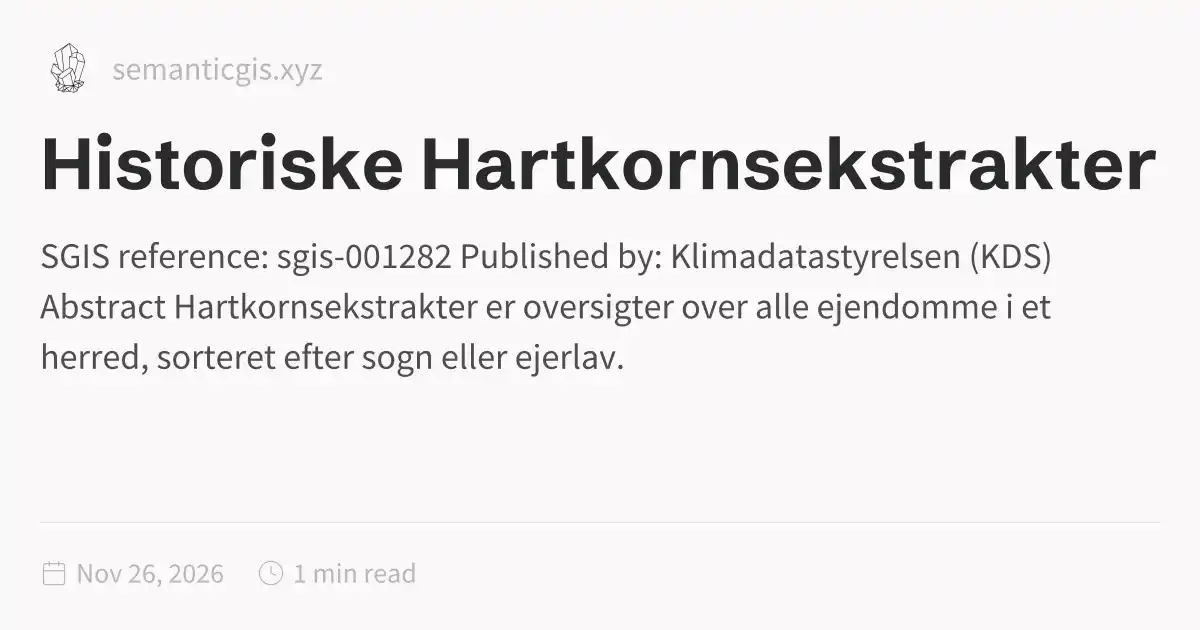 semanticgis.xyz
Historiske Hartkornsekstrakter
SGIS reference: sgis-001282 Published by: Klimadatastyrelsen (KDS)
Abstract Hartkornsekstrakter er oversigter over alle ejendomme i et
herred, sorteret efter sogn eller ejerlav.
Nov 26, 2026 1 min read